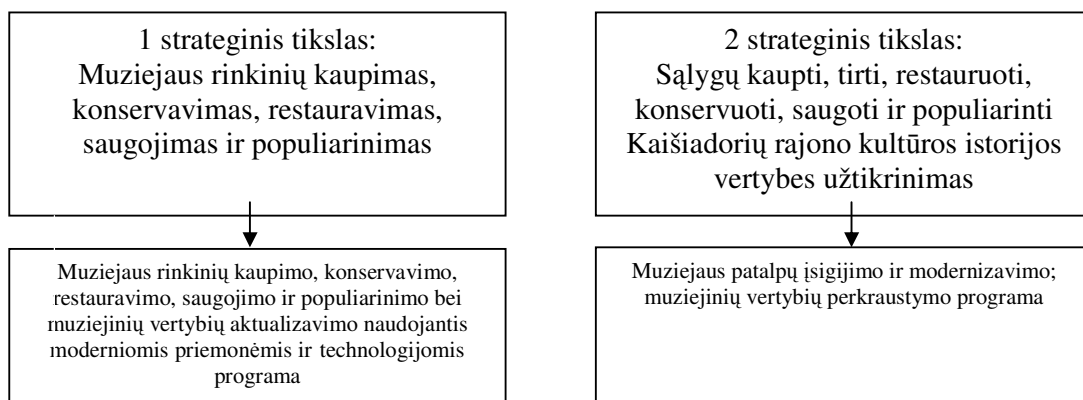 1 strateginis tikslas:
Muziejaus rinkinių kaupimas,
konservavimas, restauravimas,
saugojimas ir populiarinimas
2 strateginis tikslas:
Sąlygų kaupti, tirti, restauruoti,
konservuoti, saugoti ir populiarinti
Kaišiadorių rajono kultūros istorijos
vertybes užtikrinimas
Muziejaus rinkinių kaupimo, konservavimo,
restauravimo, saugojimo ir populiarinimo bei
muziejinių vertybių aktualizavimo naudojantis
moderniomis priemonėmis ir technologijomis
programa
Muziejaus patalpų įsigijimo ir modernizavimo;
muziejinių vertybių perkraustymo programa